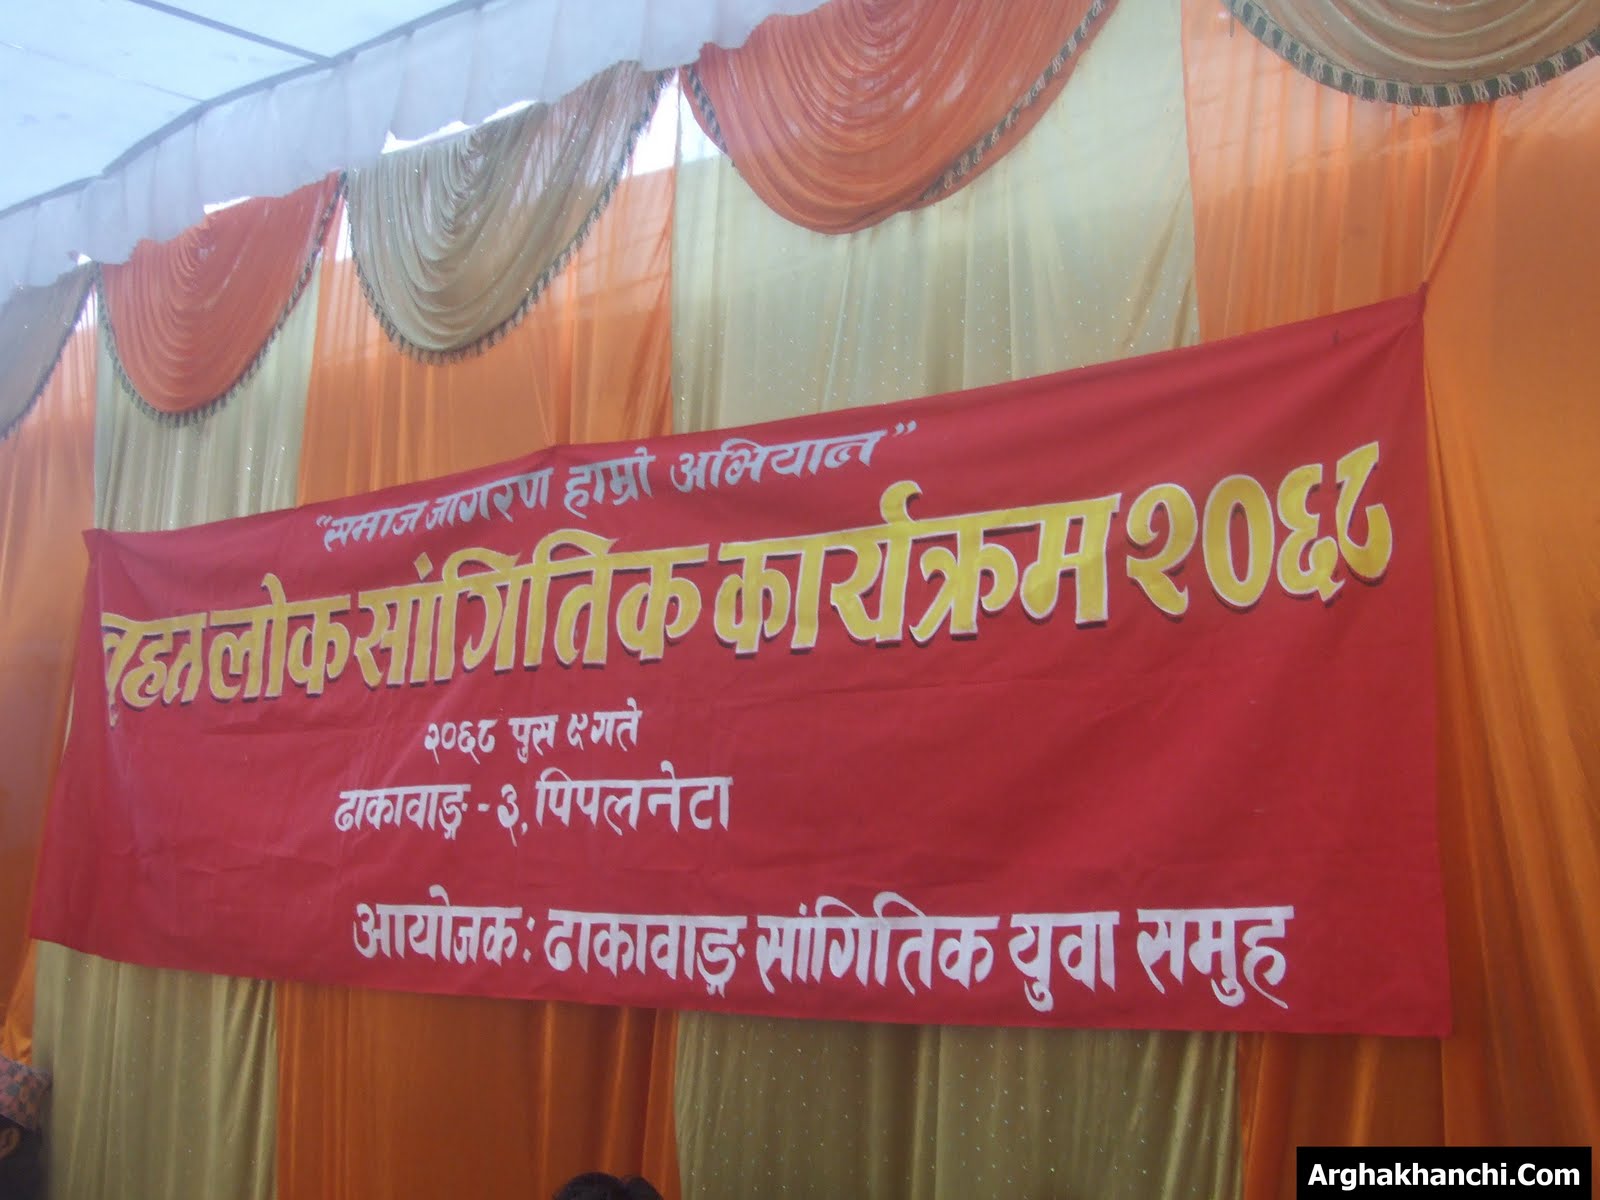 “समाज जागरण हाम्रो अभियान”
बृहत लोक सांगितिक कार्यक्रम २०६८
२०६८ पुस ९ गते
ढाकावाङ्ग - ३, पिपलनेटा
आयोजक: ढाकावाङ्ग सांगितिक युवा समुह
Arghakhanchi.Com